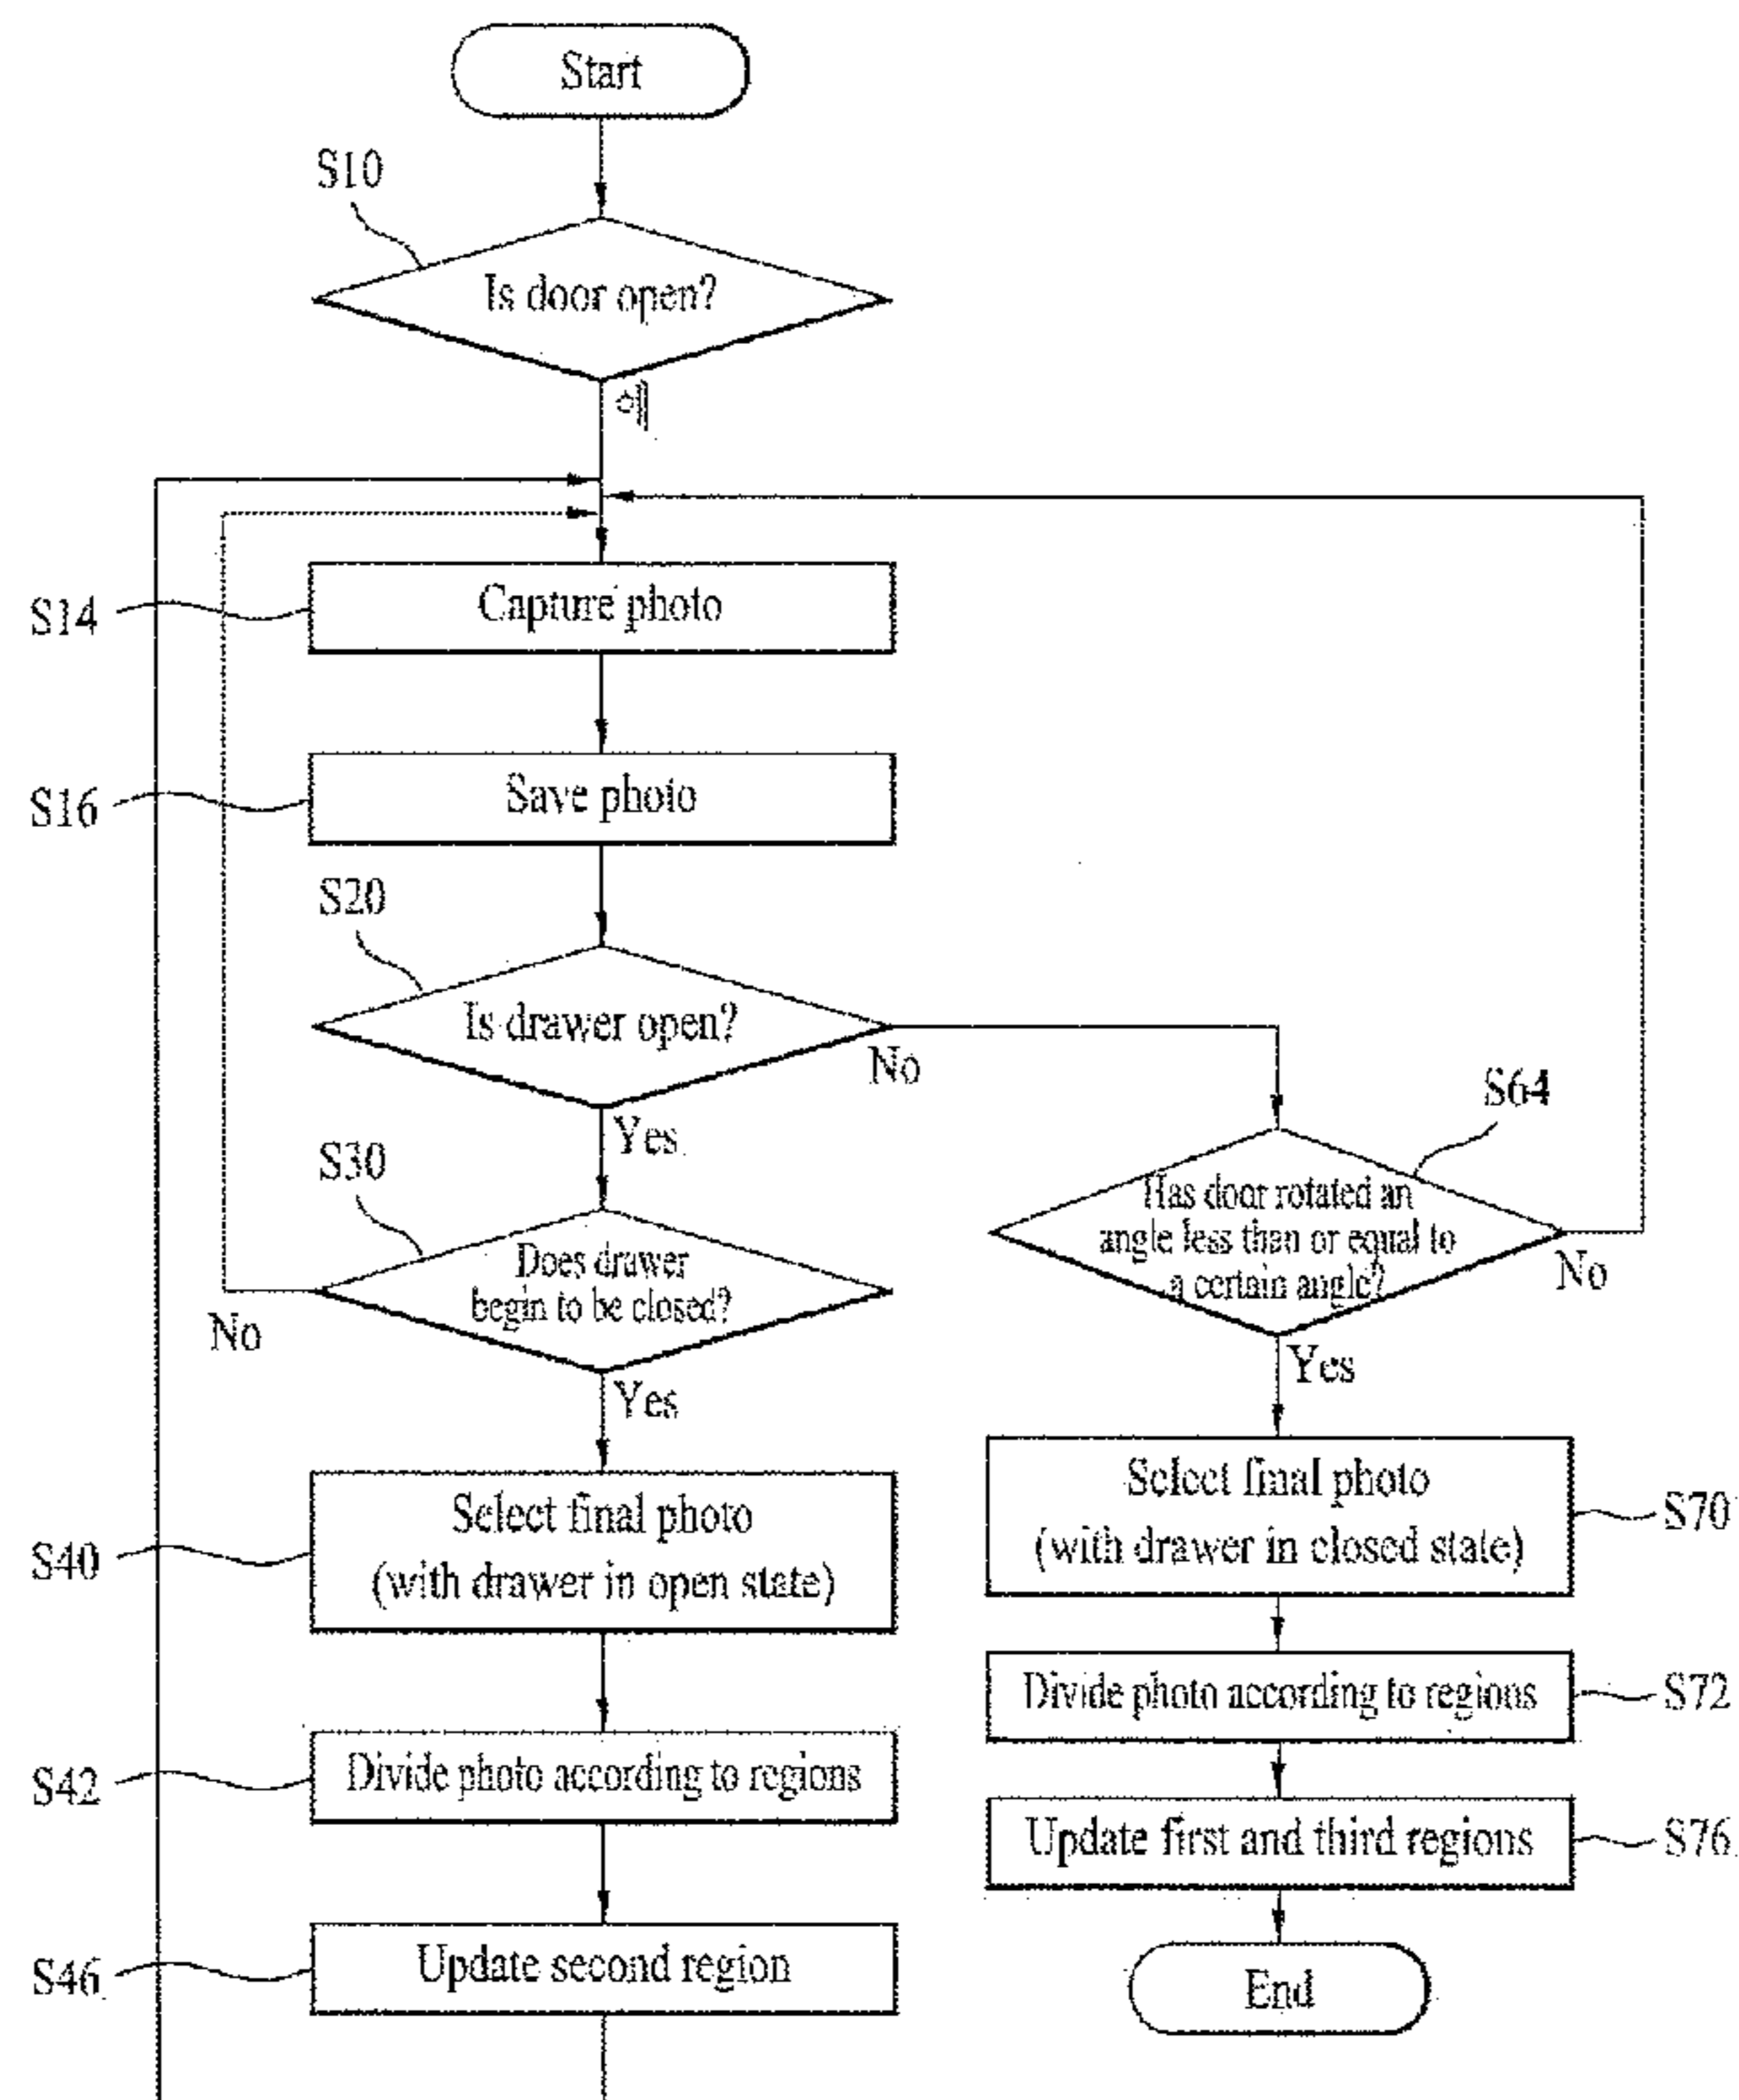 Start
S10
Is door open?
예
S14
Capture photo
S16
Save photo
S20
Is drawer open?
No
Yes
S64
Has door rotated an
angle less than or equal to
a certain angle?
No
Yes
S30
Does drawer
begin to be closed?
No
Yes
S40
Select final photo
(with drawer in open state)
Select final photo
(with drawer in closed state)
S70
Divide photo according to regions
S72
S42
Divide photo according to regions
Update first and third regions
S76
S46
Update second region
End